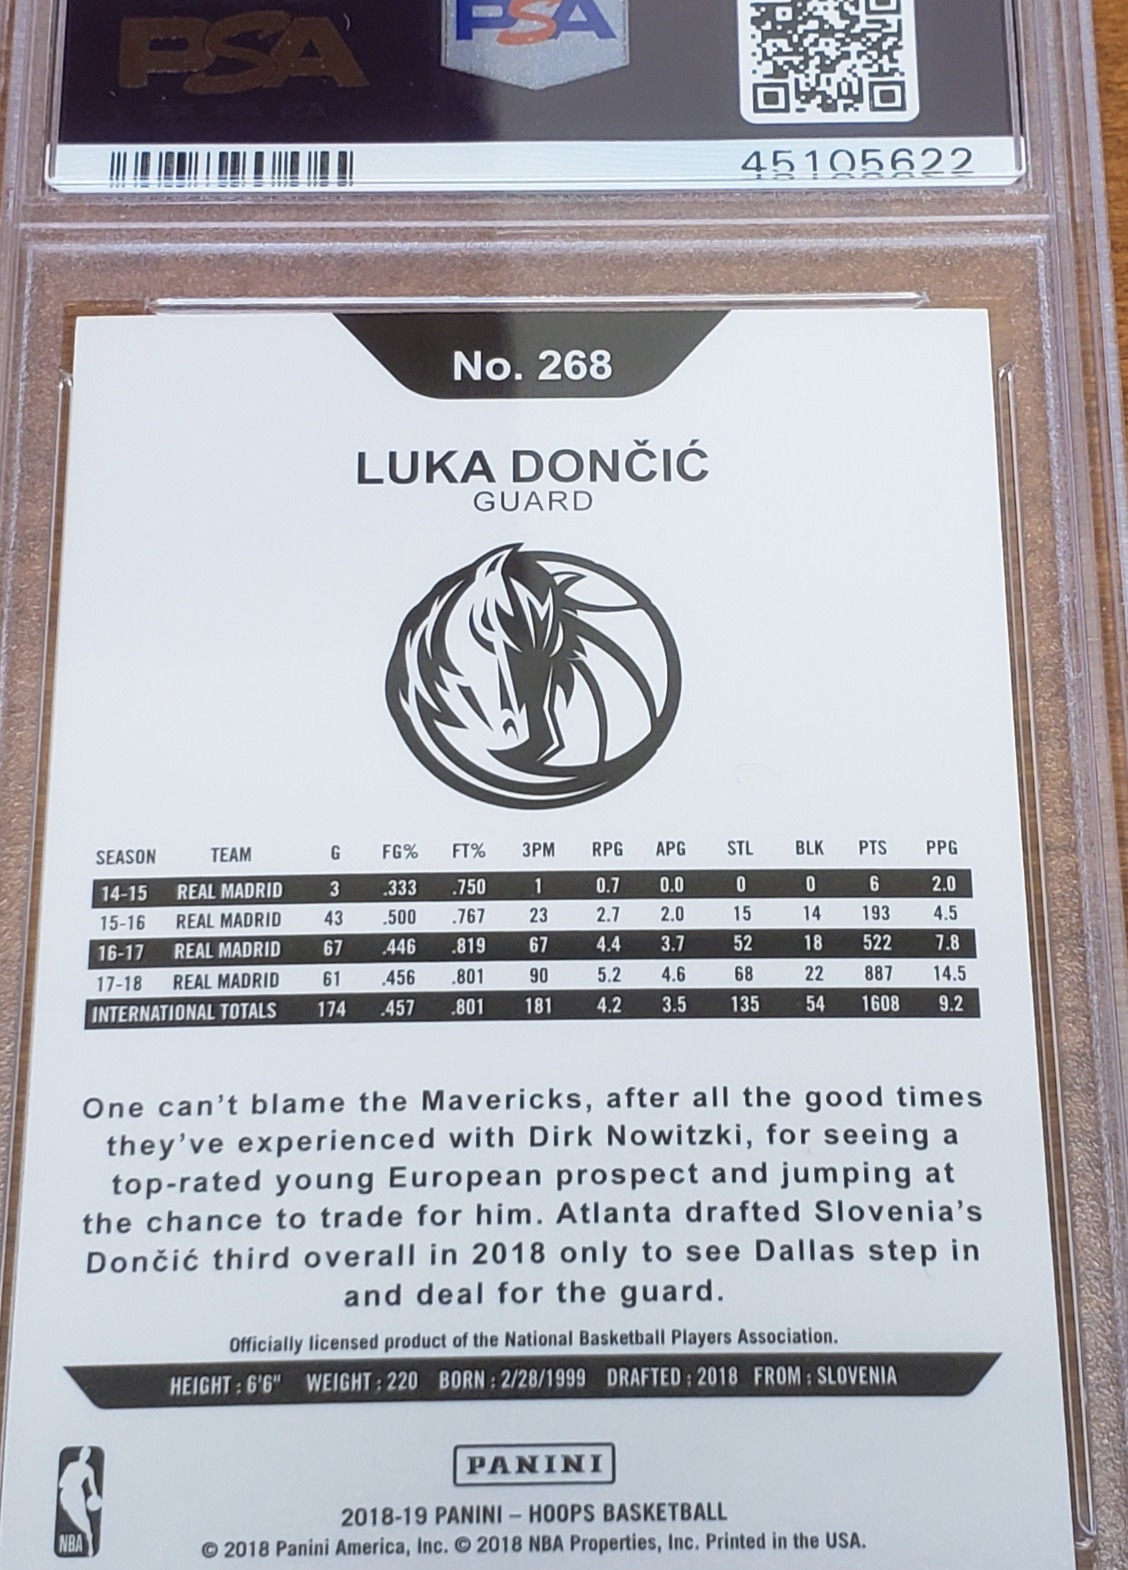 PSA
PSA
45105622
No. 268
LUKA DONČIĆ
GUARD
SEASON TEAM G FG% FT% 3PM RPG APG STL BLK PTS PPG
14-15 REAL MADRID 3 .333 .750 1 0.7 0.0 0 0 6 2.0
15-16 REAL MADRID 43 .500 .767 23 2.7 2.0 15 14 193 4.5
16-17 REAL MADRID 67 .446 .819 67 4.4 3.7 52 18 522 7.8
17-18 REAL MADRID 61 .456 .801 90 5.2 4.6 68 22 887 14.5
INTERNATIONAL TOTALS 174 .457 .801 181 4.2 3.5 135 54 1608 9.2
One can't blame the Mavericks, after all the good times
they've experienced with Dirk Nowitzki, for seeing a
top-rated young European prospect and jumping at
the chance to trade for him. Atlanta drafted Slovenia's
Dončić third overall in 2018 only to see Dallas step in
and deal for the guard.
Officially licensed product of the National Basketball Players Association.
HEIGHT : 6'6" WEIGHT : 220 BORN : 2/28/1999 DRAFTED : 2018 FROM : SLOVENIA
PANINI
NBA
2018-19 PANINI – HOOPS BASKETBALL
© 2018 Panini America, Inc. © 2018 NBA Properties, Inc. Printed in the USA.